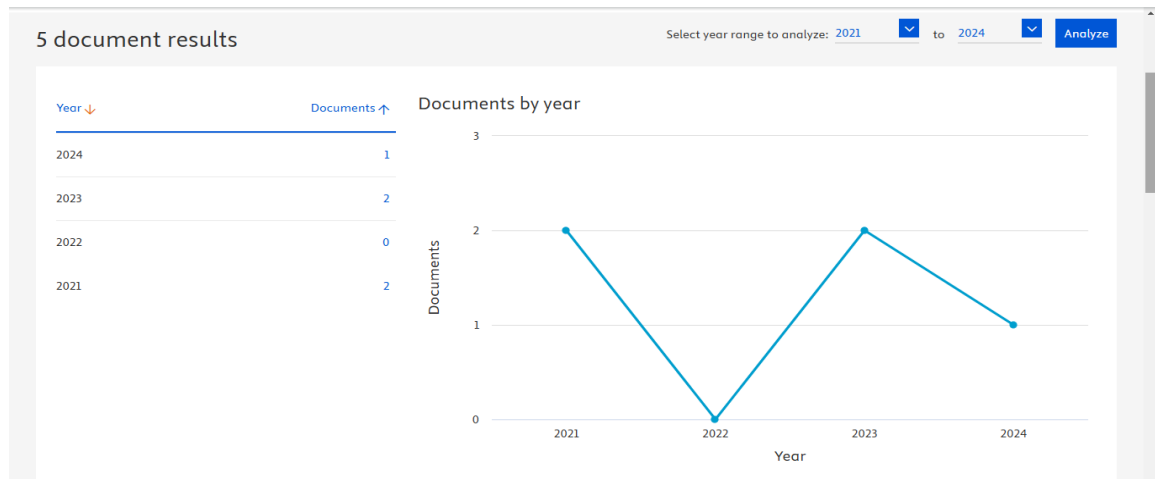 5 document results
Select year range to analyze: 2021 to 2024 Analyze
Year Documents
2024 1
2023 2
2022 0
2021 2
Documents by year
3
2
1
0
Documents
2021 2022 2023 2024
Year